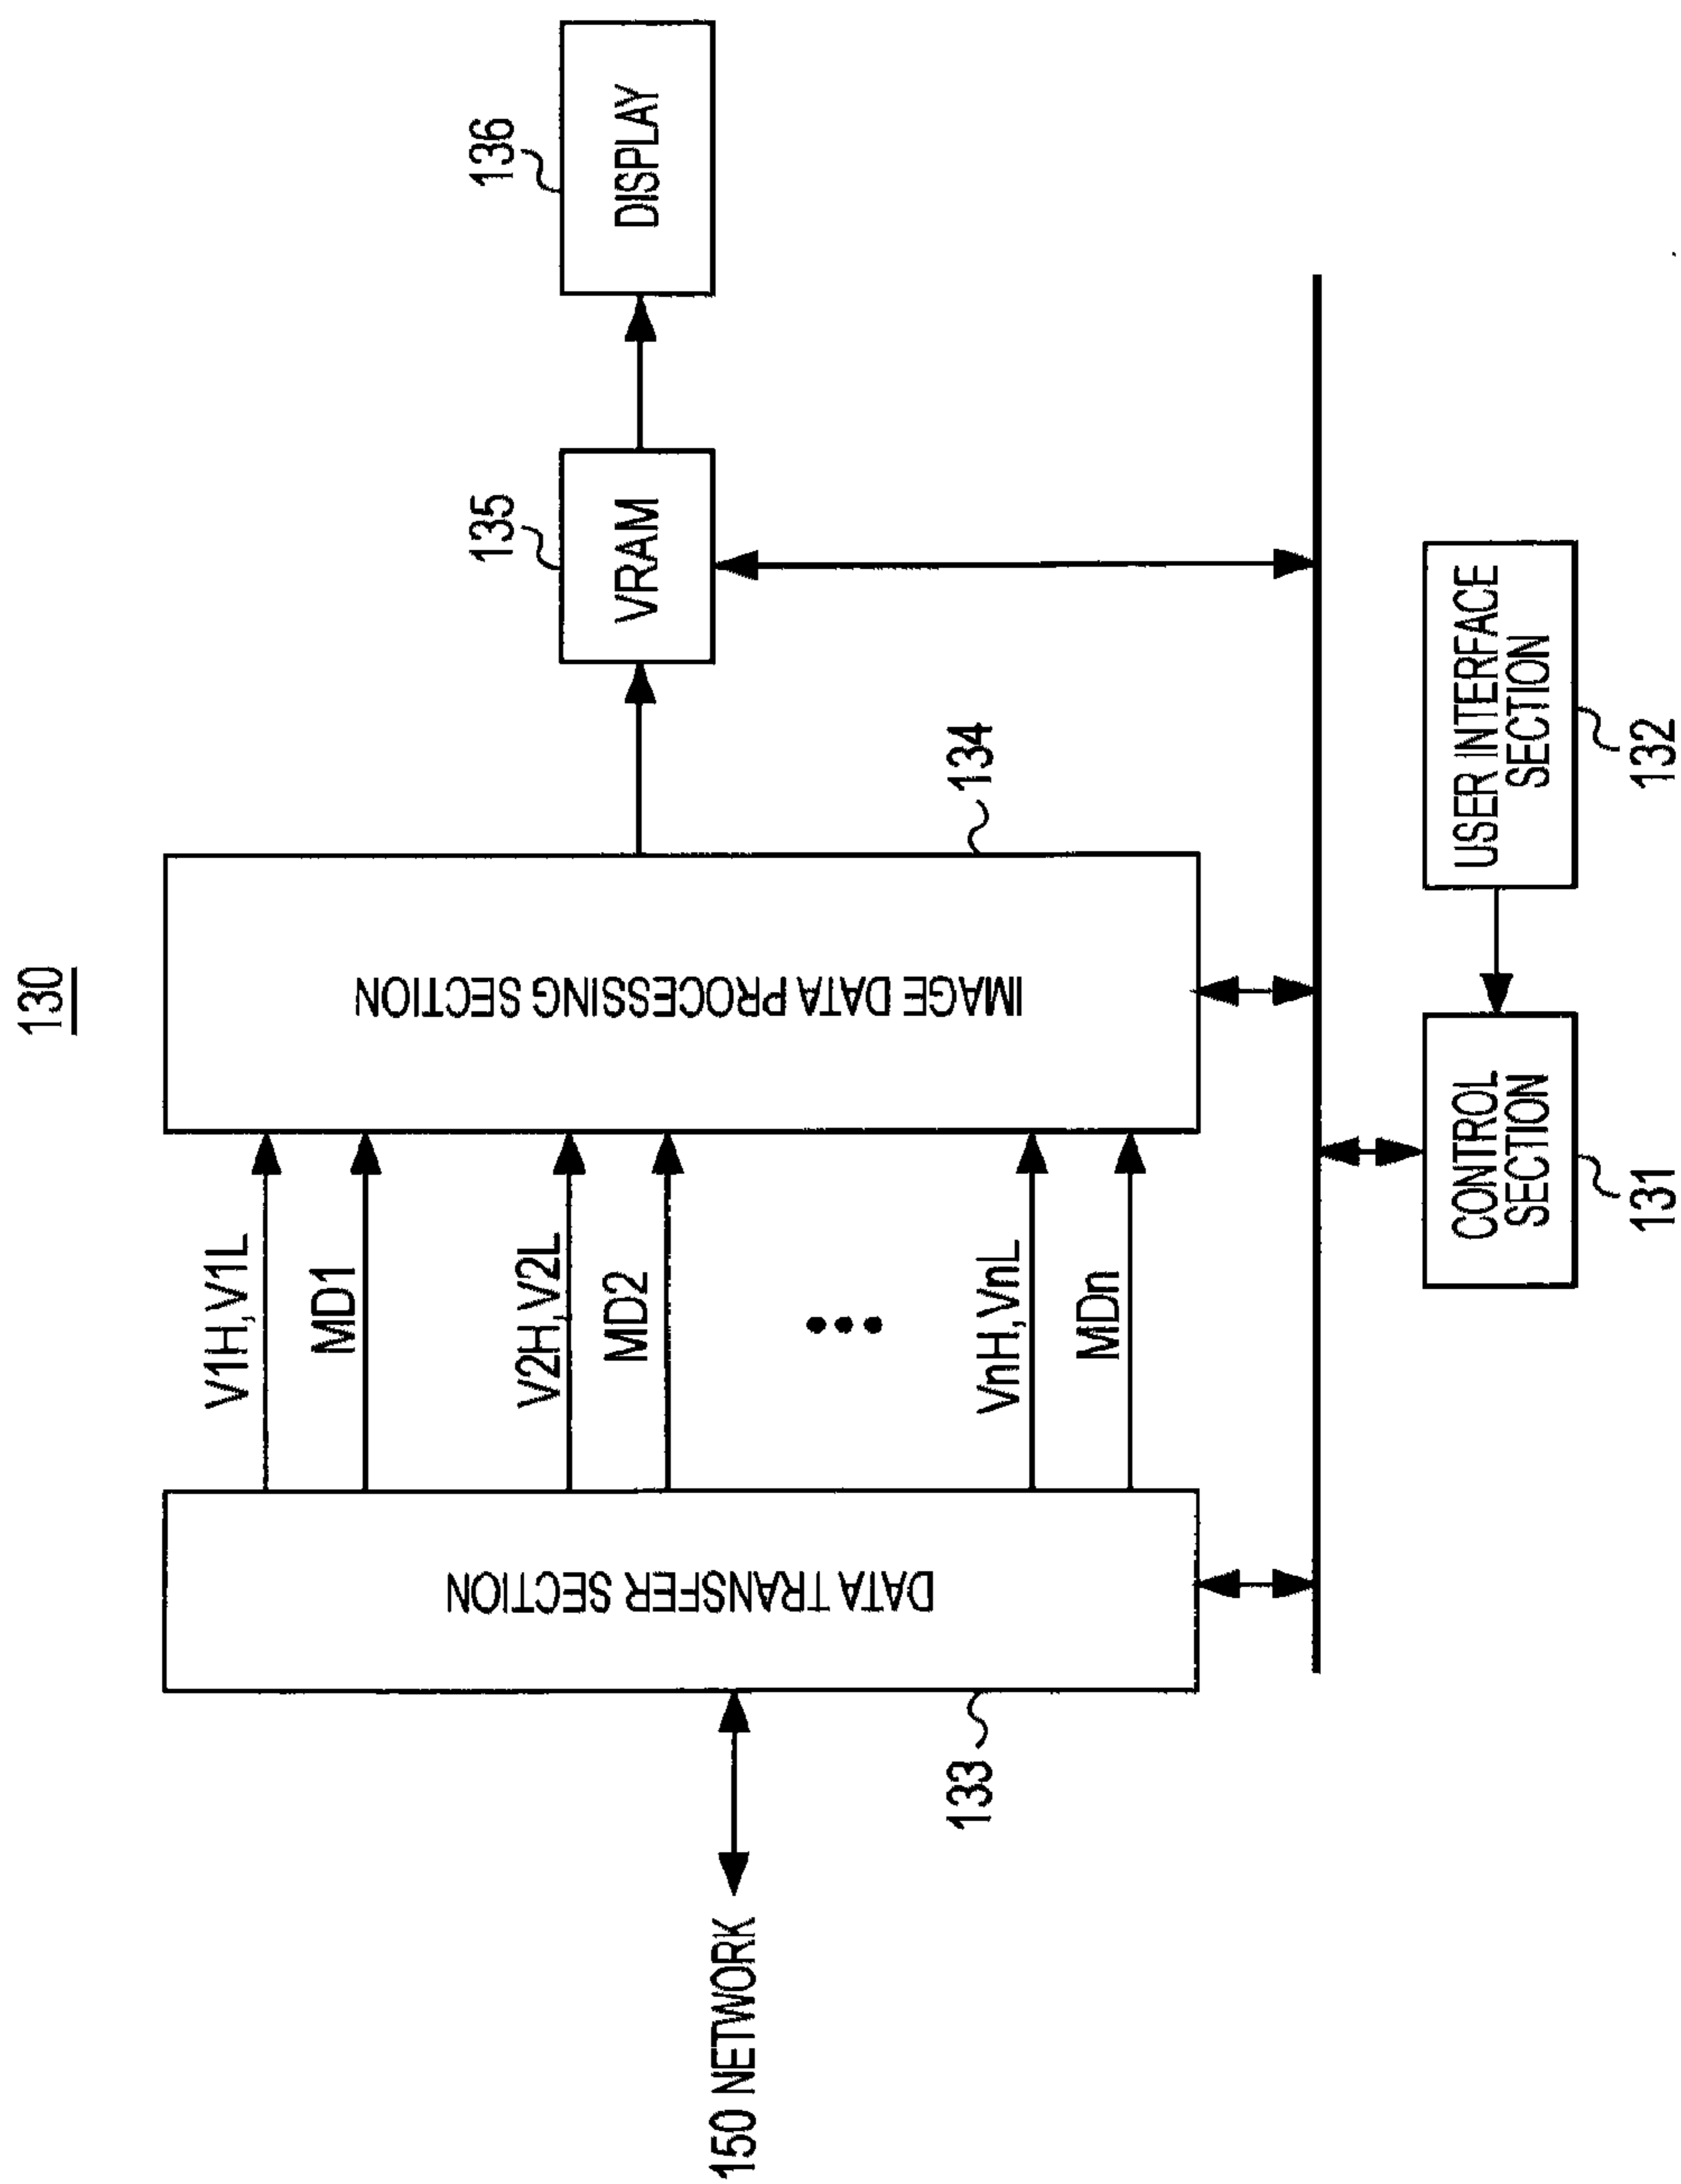 130
136
DISPLAY
135
VRAM
134
IMAGE DATA PROCESSING SECTION
V1H,V1L
MD1
V2H,V2L
MD2
•••
VnH,VnL
MDn
DATA TRANSFER SECTION
133
150 NETWORK
USER INTERFACE
SECTION
132
CONTROL
SECTION
131